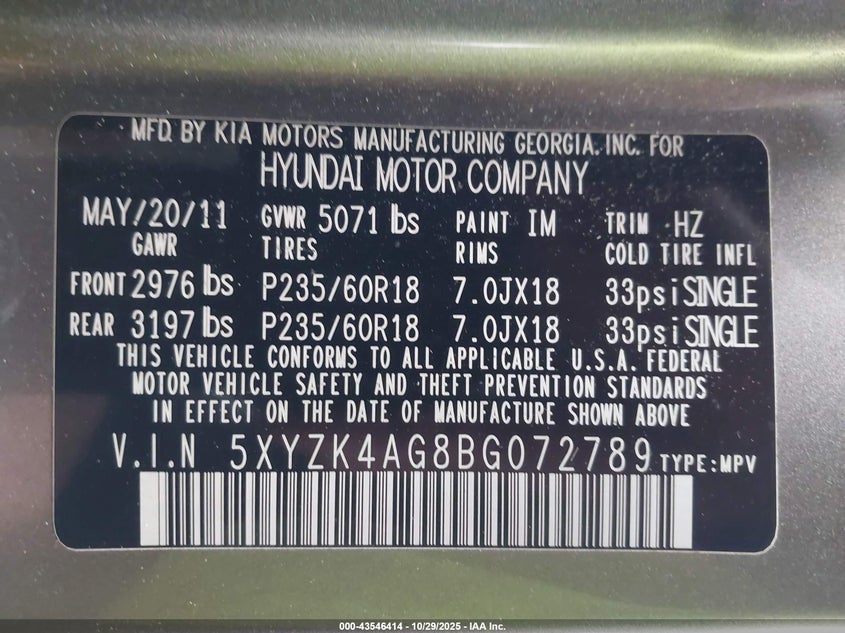 MFD. BY KIA MOTORS MANUFACTURING GEORGIA. INC. FOR
HYUNDAI MOTOR COMPANY
MAY/20/11 GVWR 5071 lbs PAINT IM TRIM HZ
GAWR TIRES RIMS COLD TIRE INFL
FRONT 2976 lbs P235/60R18 7.0JX18 33psi SINGLE
REAR 3197 lbs P235/60R18 7.0JX18 33psi SINGLE
THIS VEHICLE CONFORMS TO ALL APPLICABLE U.S.A. FEDERAL
MOTOR VEHICLE SAFETY AND THEFT PREVENTION STANDARDS
IN EFFECT ON THE DATE OF MANUFACTURE SHOWN ABOVE
V.I.N 5XYZK4AG8BG072789 TYPE:MPV
000-43546414 - 10/29/2025 - IAA Inc.